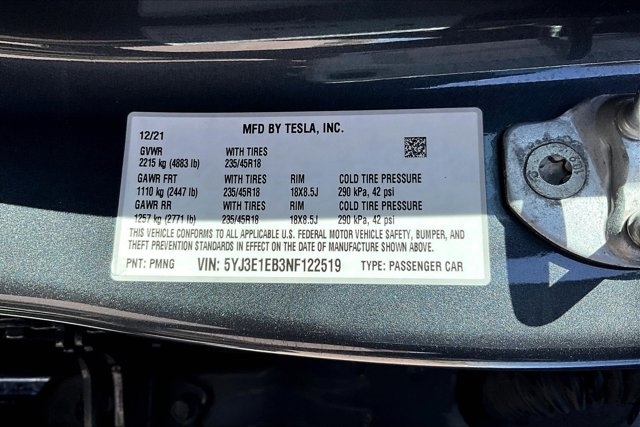 12/21 MFD BY TESLA, INC.
GVWR WITH TIRES
2215 kg (4883 lb) 235/45R18
GAWR FRT WITH TIRES RIM COLD TIRE PRESSURE
1110 kg (2447 lb) 235/45R18 18X8.5J 290 kPa, 42 psi
GAWR RR WITH TIRES RIM COLD TIRE PRESSURE
1257 kg (2771 lb) 235/45R18 18X8.5J 290 kPa, 42 psi
THIS VEHICLE CONFORMS TO ALL APPLICABLE U.S. FEDERAL MOTOR VEHICLE SAFETY, BUMPER, AND
THEFT PREVENTION STANDARDS IN EFFECT ON THE DATE OF MANUFACTURE SHOWN ABOVE.
PNT: PMNG VIN: 5YJ3E1EB3NF122519 TYPE: PASSENGER CAR